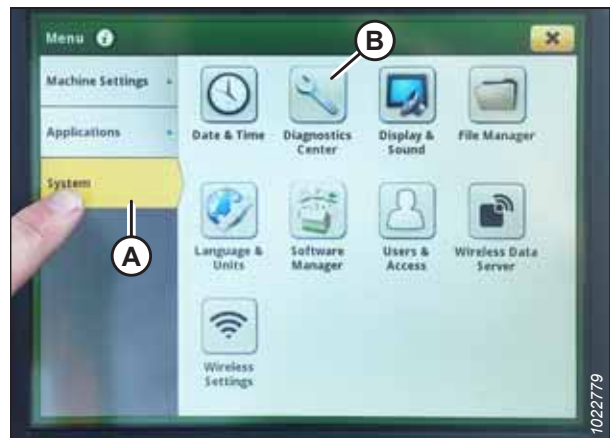 Menu i
B
Machine Settings
Applications
System
A
Date & Time
Diagnostics
Center
Display &
Sound
File Manager
Language &
Units
Software
Manager
Users &
Access
Wireless Data
Server
Wireless
Settings
1022779